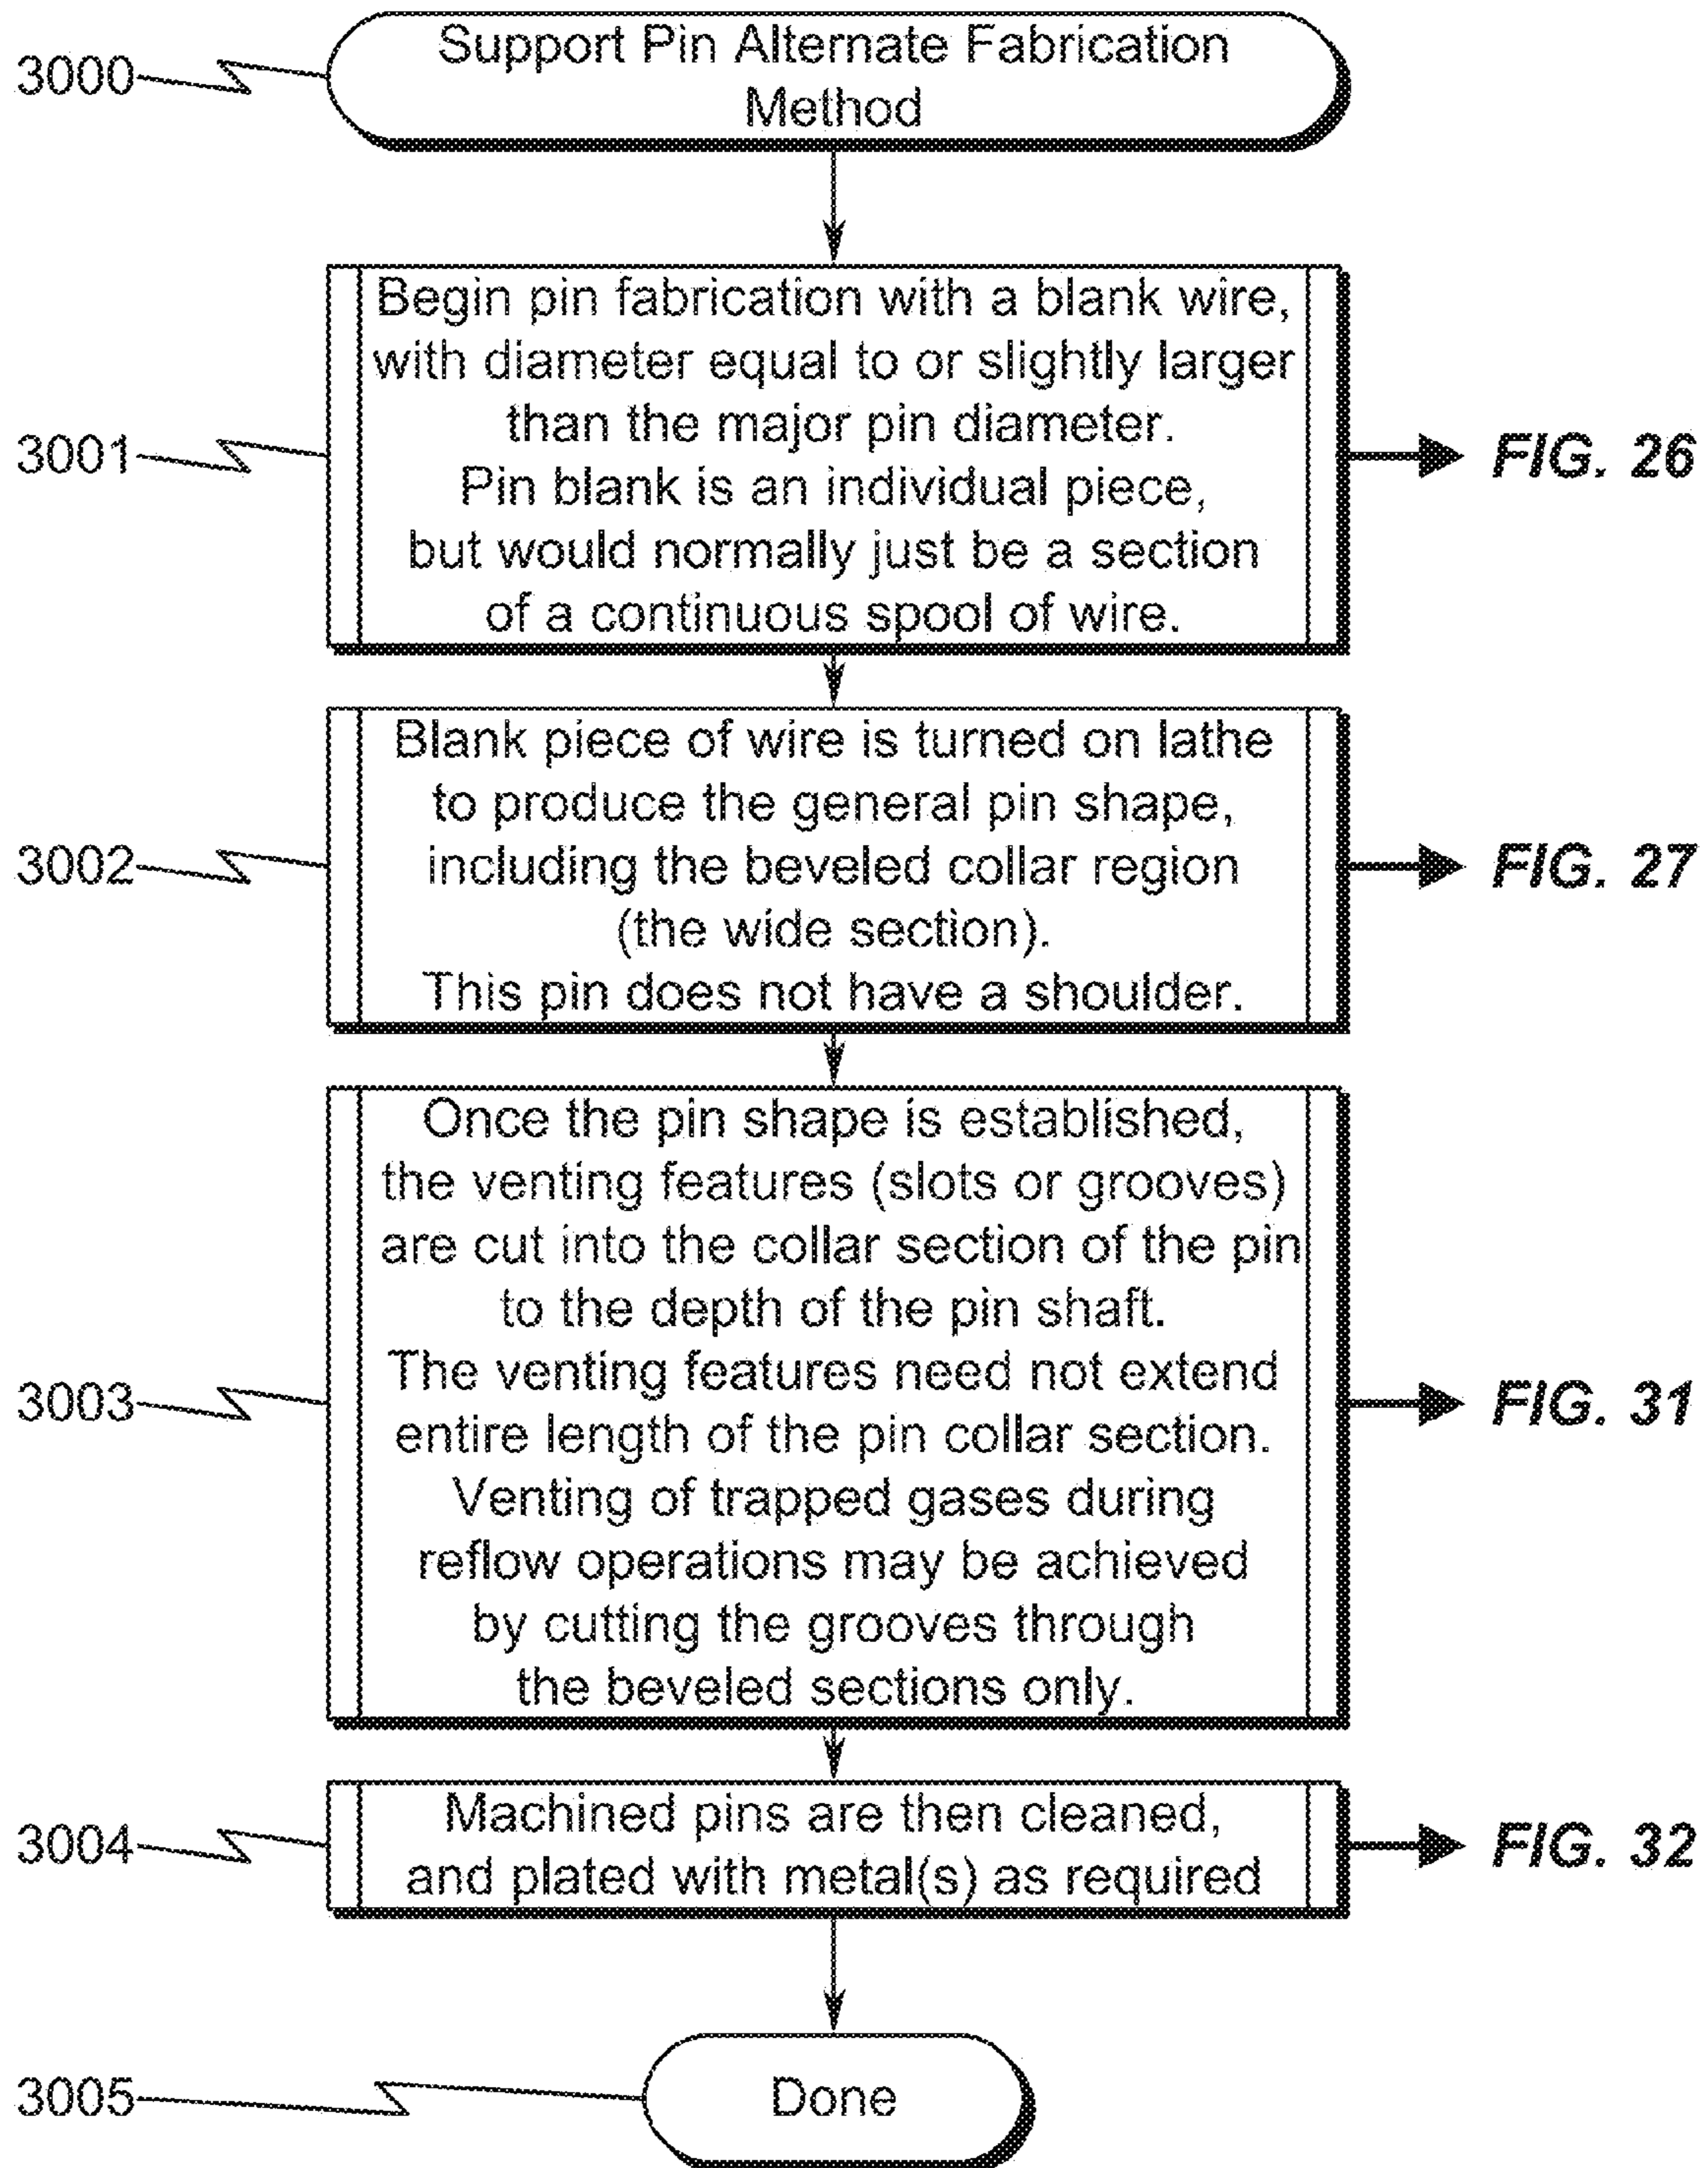 3000
Support Pin Alternate Fabrication
Method
3001
Begin pin fabrication with a blank wire,
with diameter equal to or slightly larger
than the major pin diameter.
Pin blank is an individual piece,
but would normally just be a section
of a continuous spool of wire.
FIG. 26
3002
Blank piece of wire is turned on lathe
to produce the general pin shape,
including the beveled collar region
(the wide section).
This pin does not have a shoulder.
FIG. 27
3003
Once the pin shape is established,
the venting features (slots or grooves)
are cut into the collar section of the pin
to the depth of the pin shaft.
The venting features need not extend
entire length of the pin collar section.
Venting of trapped gases during
reflow operations may be achieved
by cutting the grooves through
the beveled sections only.
FIG. 31
3004
Machined pins are then cleaned,
and plated with metal(s) as required
FIG. 32
3005
Done